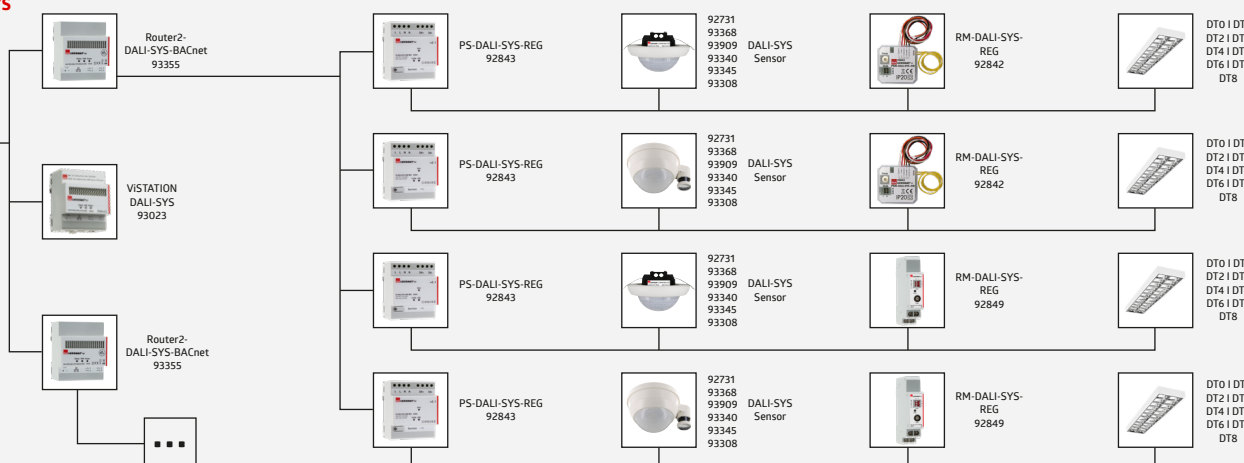 YS
Router2-
DALI-SYS-BACnet
93355
PS-DALI-SYS-REG
92843
92731
93368
93909
93340
93345
93308
DALI-SYS
Sensor
RM-DALI-SYS-
REG
92842
DT0 I DT
DT2 I DT
DT4 I DT
DT6 I DT
DT8
PS-DALI-SYS-REG
92843
92731
93368
93909
93340
93345
93308
DALI-SYS
Sensor
RM-DALI-SYS-
REG
92842
DT0 I DT
DT2 I DT
DT4 I DT
DT6 I DT
DT8
ViSTATION
DALI-SYS
93023
PS-DALI-SYS-REG
92843
92731
93368
93909
93340
93345
93308
DALI-SYS
Sensor
RM-DALI-SYS-
REG
92849
DT0 I DT
DT2 I DT
DT4 I DT
DT6 I DT
DT8
Router2-
DALI-SYS-BACnet
93355
PS-DALI-SYS-REG
92843
92731
93368
93909
93340
93345
93308
DALI-SYS
Sensor
RM-DALI-SYS-
REG
92849
DT0 I DT
DT2 I DT
DT4 I DT
DT6 I DT
DT8